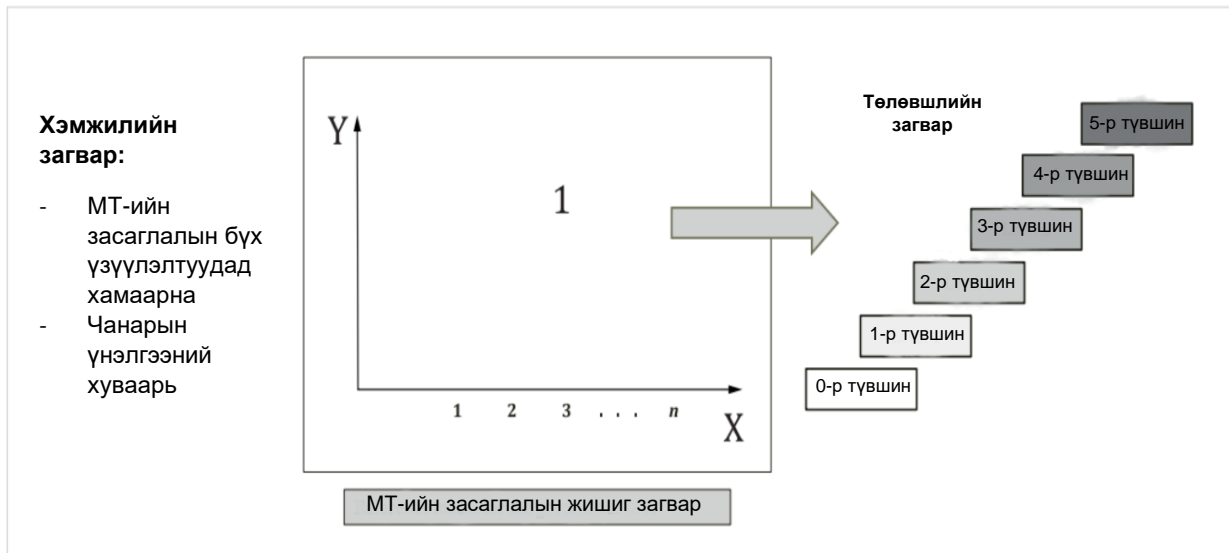 Хэмжилийн
загвар:
- МТ-ийн
засаглалын бүх
үзүүлэлтүүдад
хамаарна
- Чанарын
үнэлгээний
хуваарь
Y
1
1 2 3 . . . n
X
МТ-ийн засаглалын жишиг загвар
Төлөвшлийн
загвар
5-р түвшин
4-р түвшин
3-р түвшин
2-р түвшин
1-р түвшин
0-р түвшин